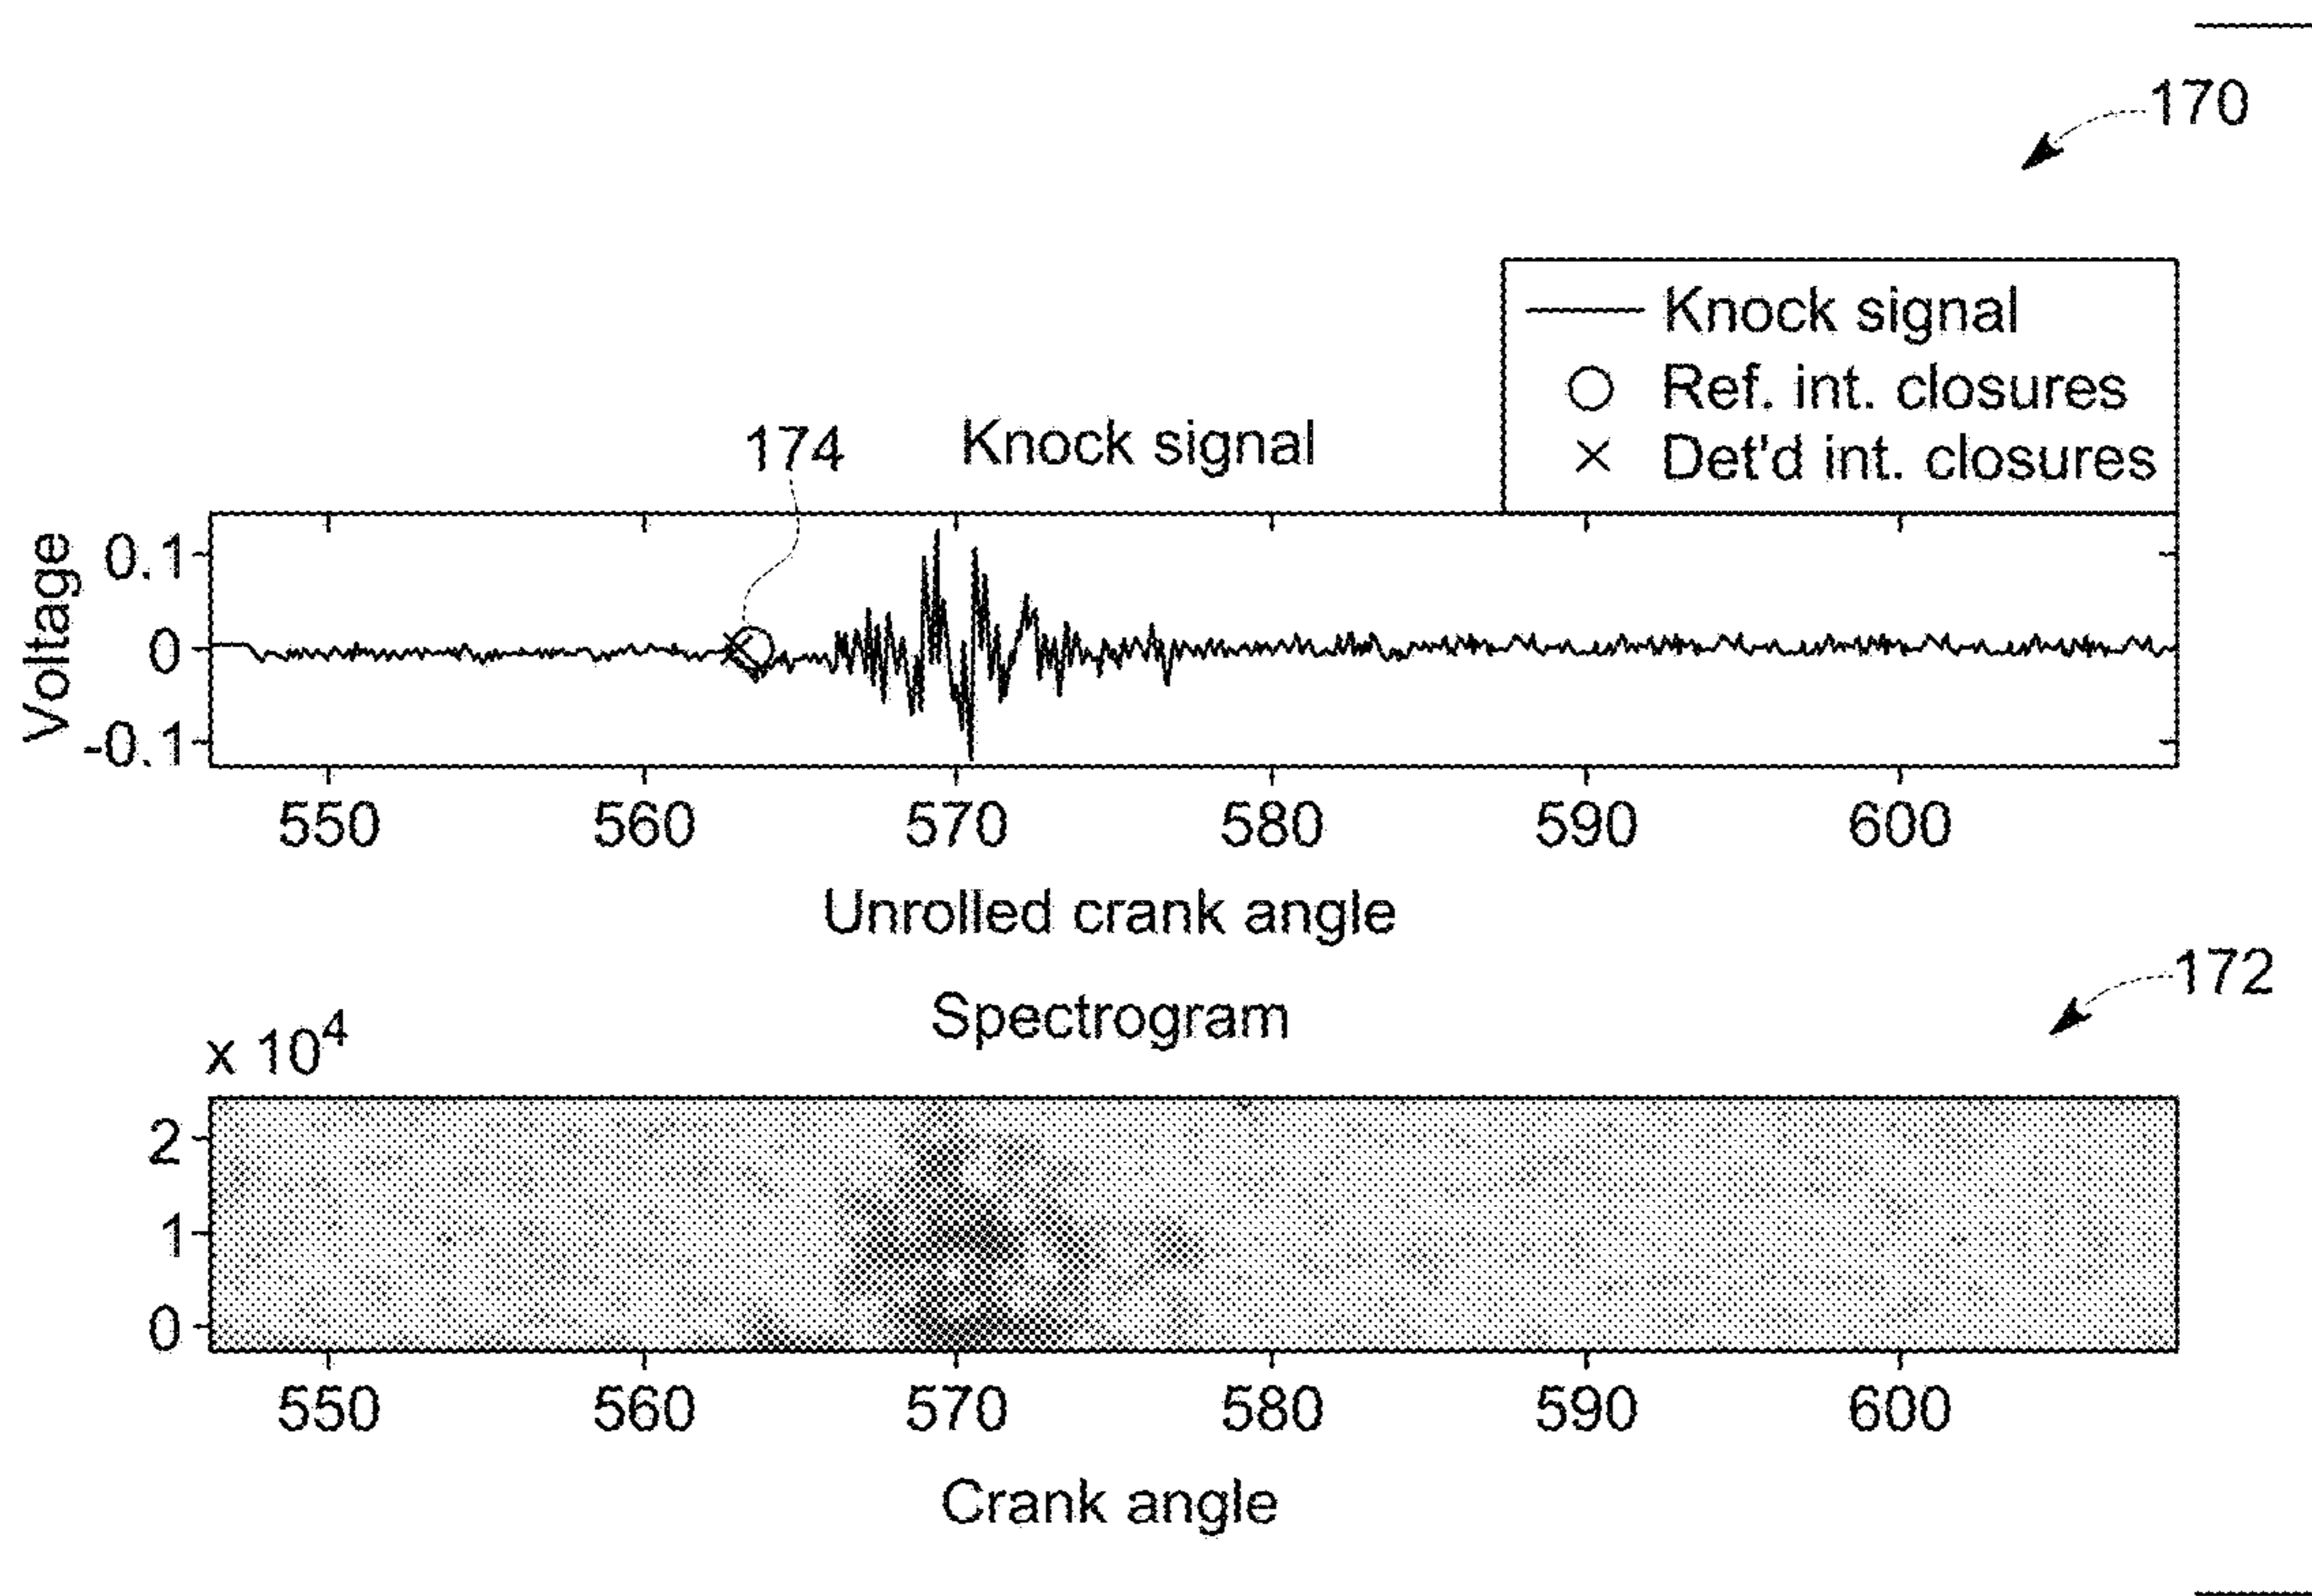 170
Knock signal
Ref. int. closures
Det'd int. closures
174
Knock signal
Voltage
0.1
0
-0.1
550 560 570 580 590 600
Unrolled crank angle
172
Spectrogram
x 10⁴
2
1
0
550 560 570 580 590 600
Crank angle